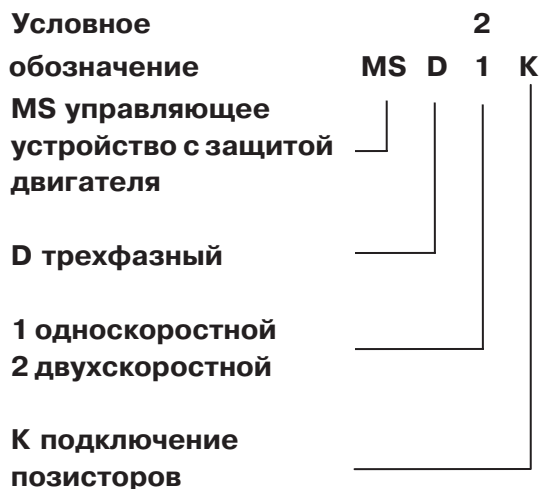 Условное 2
обозначение MS D 1 K
MS управляющее
устройство с защитой
двигателя
D трехфазный
1 односкоростной
2 двухскоростной
К подключение
позисторов